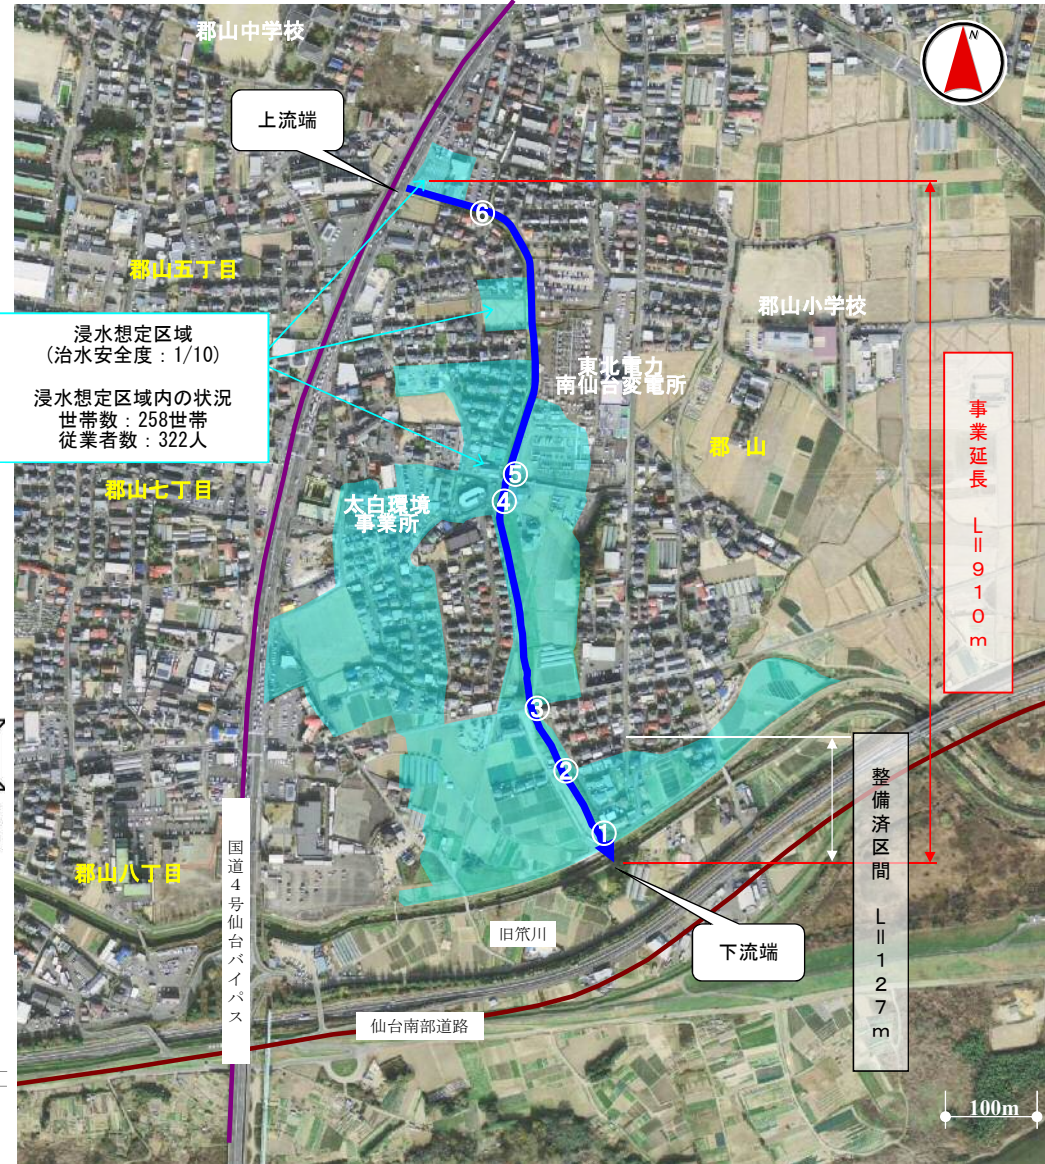 郡山中学校
N
上流端
⑥
郡山五丁目
郡山小学校
浸水想定区域
(治水安全度：1/10)
浸水想定区域内の状況
世帯数：258世帯
従業者数：322人
東北電力
南仙台変電所
事業延長 L=910m
郡 山
⑤
郡山七丁目
④
太白環境
事業所
③
②
整備済区間 L=127m
①
郡山八丁目
国道4号仙台バイパス
旧笊川
下流端
仙台南部道路
100m